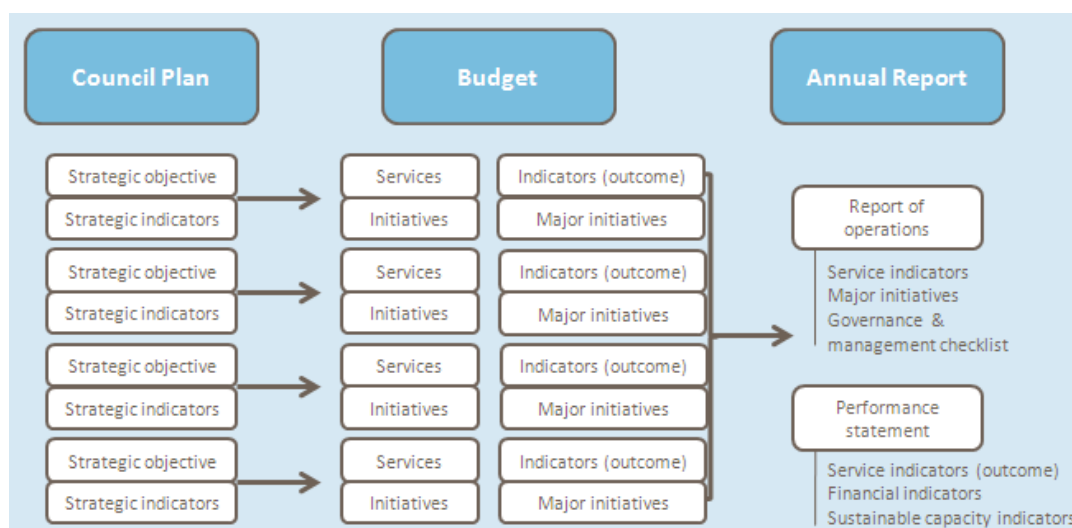 Council Plan
Budget
Annual Report
Strategic objective
Strategic indicators
Services
Initiatives
Indicators (outcome)
Major initiatives
Strategic objective
Strategic indicators
Services
Initiatives
Indicators (outcome)
Major initiatives
Strategic objective
Strategic indicators
Services
Initiatives
Indicators (outcome)
Major initiatives
Strategic objective
Strategic indicators
Services
Initiatives
Indicators (outcome)
Major initiatives
Report of
operations
Service indicators
Major initiatives
Governance &
management checklist
Performance
statement
Service indicators (outcome)
Financial indicators
Sustainable capacity indicators